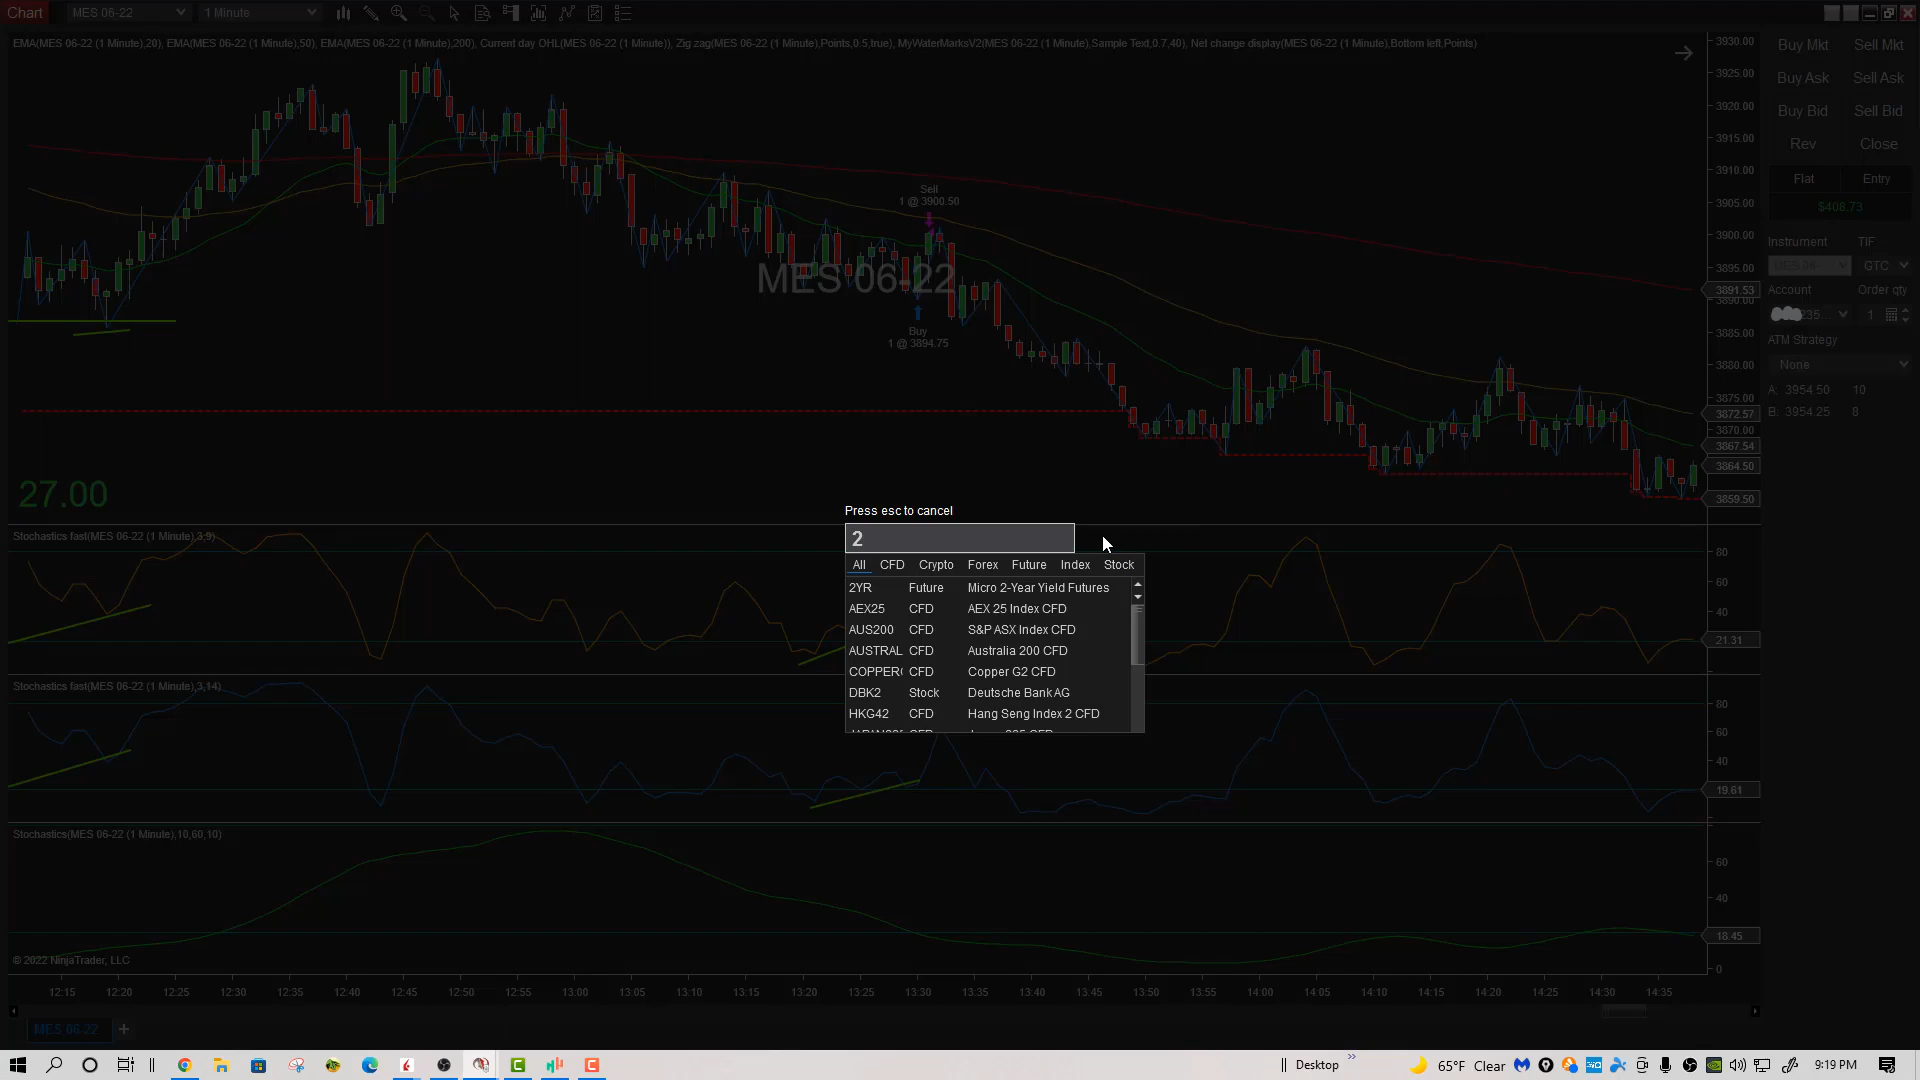 Chart MES 06-22 1 Minute
EMA(MES 06-22 (1 Minute),20), EMA(MES 06-22 (1 Minute),50), EMA(MES 06-22 (1 Minute),200), Current day OHL(MES 06-22 (1 Minute)), Zig zag(MES 06-22 (1 Minute),Points,0.5,true), MyWaterMarksV2(MES 06-22 (1 Minute),Sample Text,0.7,40), Net change display(MES 06-22 (1 Minute),Bottom left,Points)
3930.00
3925.00
3920.00
3915.00
3910.00
3905.00
3900.00
3895.00
3891.53
3890.00
3885.00
3880.00
3875.00
3872.57
3870.00
3867.54
3864.50
3859.50
Buy Mkt Sell Mkt
Buy Ask Sell Ask
Buy Bid Sell Bid
Rev Close
Flat Entry
$408.73
Instrument TIF
GTC
Account Order qty
235... 1
ATM Strategy
None
A: 3954.50 10
B: 3954.25 8
Sell
1 @ 3900.50
MES 06-22
Buy
1 @ 3894.75
27.00
Press esc to cancel
2
All CFD Crypto Forex Future Index Stock
2YR Future Micro 2-Year Yield Futures
AEX25 CFD AEX 25 Index CFD
AUS200 CFD S&P ASX Index CFD
AUSTRAL CFD Australia 200 CFD
COPPER CFD Copper G2 CFD
DBK2 Stock Deutsche Bank AG
HKG42 CFD Hang Seng Index 2 CFD
Stochastics fast(MES 06-22 (1 Minute),3,9)
80
60
40
21.31
Stochastics fast(MES 06-22 (1 Minute),3,14)
80
60
40
19.61
Stochastics(MES 06-22 (1 Minute),10,60,10)
60
40
18.45
0
© 2022 NinjaTrader, LLC
12:15 12:20 12:25 12:30 12:35 12:40 12:45 12:50 12:55 13:00 13:05 13:10 13:15 13:20 13:25 13:30 13:35 13:40 13:45 13:50 13:55 14:00 14:05 14:10 14:15 14:20 14:25 14:30 14:35
MES 06-22 +
Desktop 65°F Clear 9:19 PM